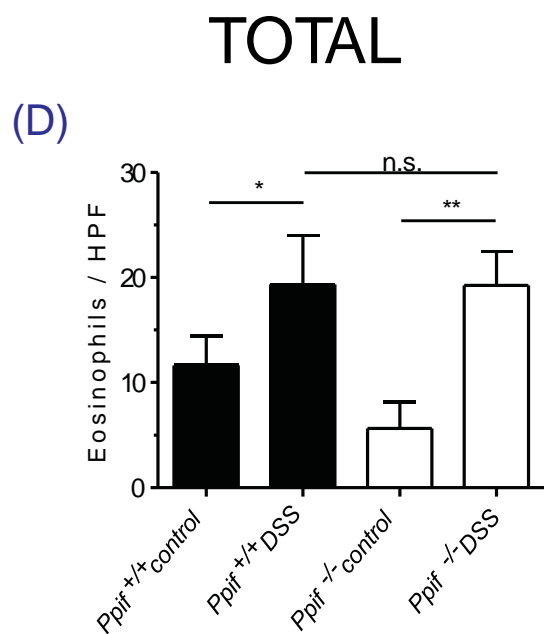 TOTAL
(D)
Eosinophils / HPF
30
20
10
0
n.s.
*
**
Ppif +/+ control
Ppif +/+ DSS
Ppif -/- control
Ppif -/- DSS